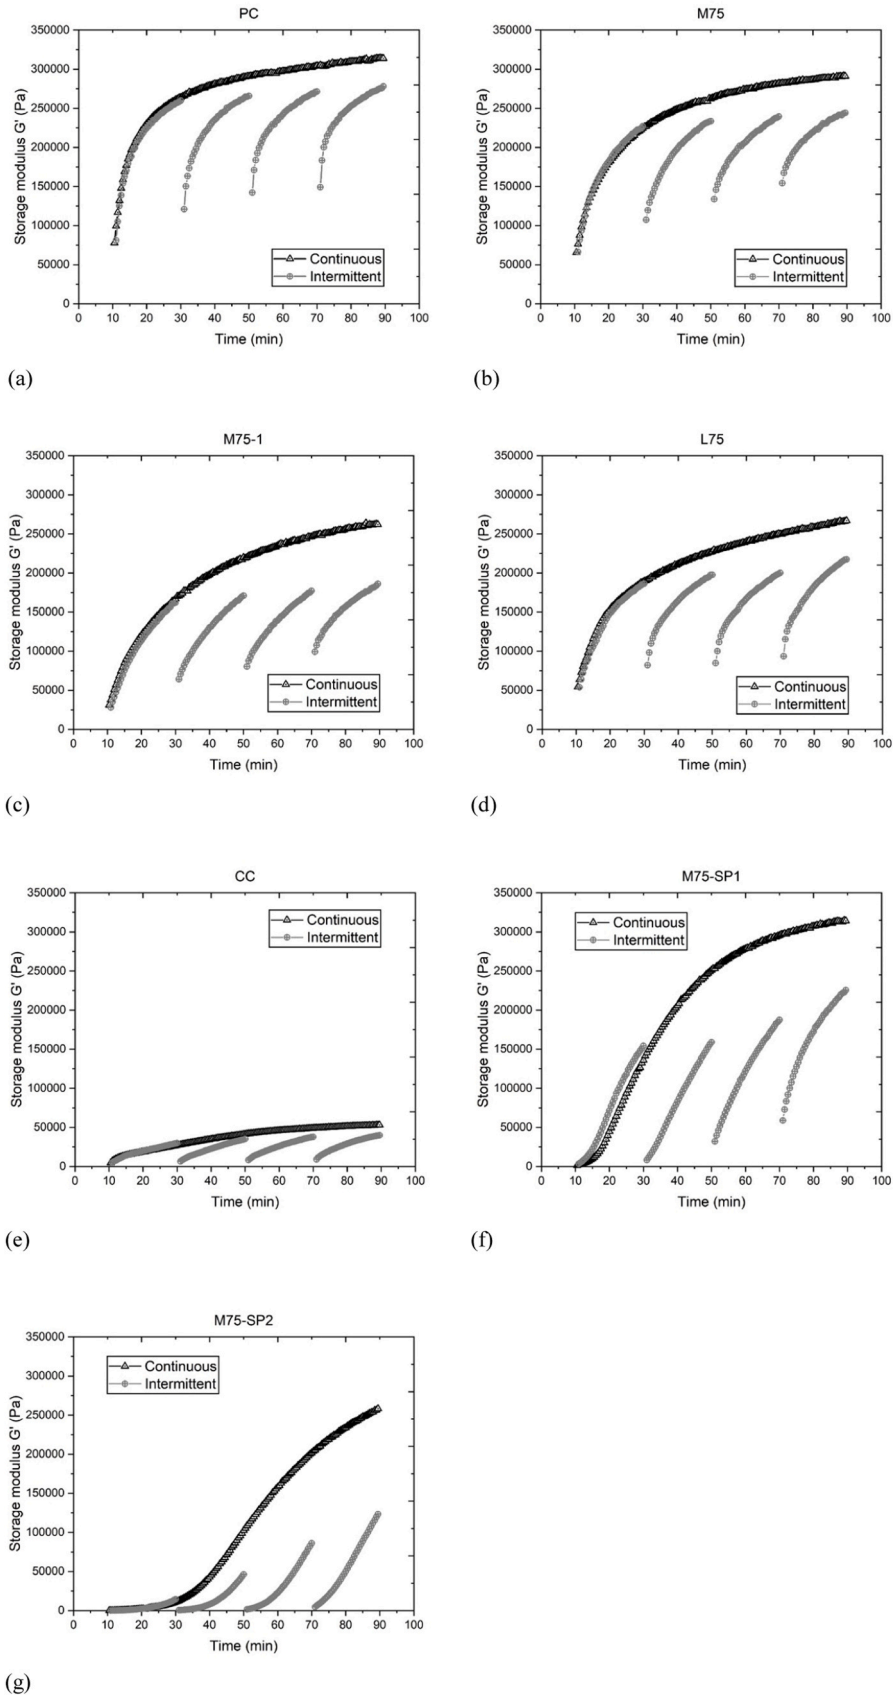 PC
350000
300000
250000
200000
150000
100000
50000
0
Storage modulus G' (Pa)
Continuous
Intermittent
0 10 20 30 40 50 60 70 80 90 100
Time (min)
(a)
M75
350000
300000
250000
200000
150000
100000
50000
0
Storage modulus G' (Pa)
Continuous
Intermittent
0 10 20 30 40 50 60 70 80 90 100
Time (min)
(b)
M75-1
350000
300000
250000
200000
150000
100000
50000
0
Storage modulus G' (Pa)
Continuous
Intermittent
0 10 20 30 40 50 60 70 80 90 100
Time (min)
(c)
L75
350000
300000
250000
200000
150000
100000
50000
0
Storage modulus G' (Pa)
Continuous
Intermittent
0 10 20 30 40 50 60 70 80 90 100
Time (min)
(d)
CC
350000
300000
250000
200000
150000
100000
50000
0
Storage modulus G' (Pa)
Continuous
Intermittent
0 10 20 30 40 50 60 70 80 90 100
Time (min)
(e)
M75-SP1
350000
300000
250000
200000
150000
100000
50000
0
Storage modulus G' (Pa)
Continuous
Intermittent
0 10 20 30 40 50 60 70 80 90 100
Time (min)
(f)
M75-SP2
350000
300000
250000
200000
150000
100000
50000
0
Storage modulus G' (Pa)
Continuous
Intermittent
0 10 20 30 40 50 60 70 80 90 100
Time (min)
(g)